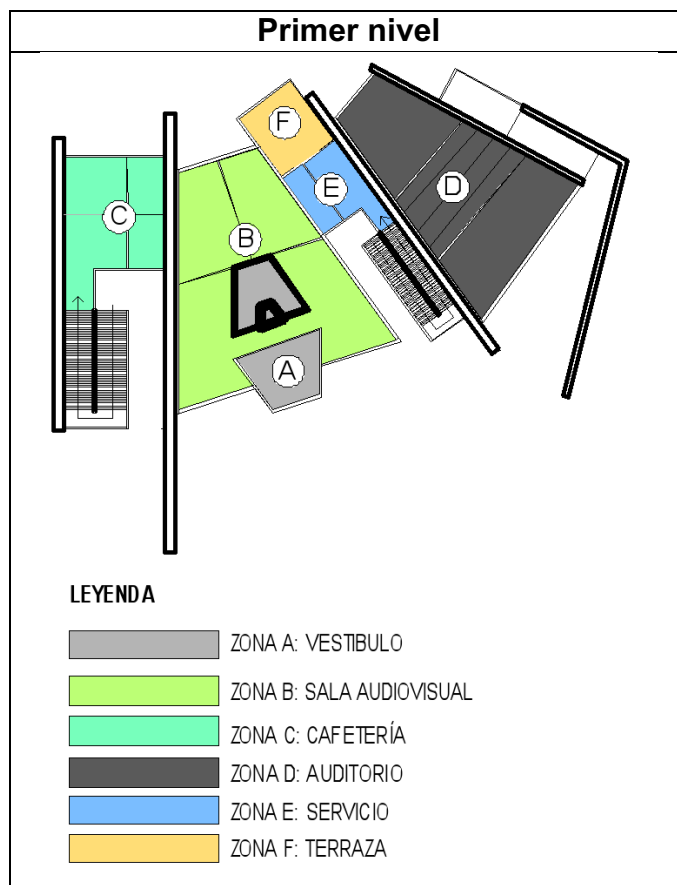 Primer nivel
F
E
D
C
B
A
LEYENDA
ZONA A: VESTIBULO
ZONA B: SALA AUDIOVISUAL
ZONA C: CAFETERÍA
ZONA D: AUDITORIO
ZONA E: SERVICIO
ZONA F: TERRAZA